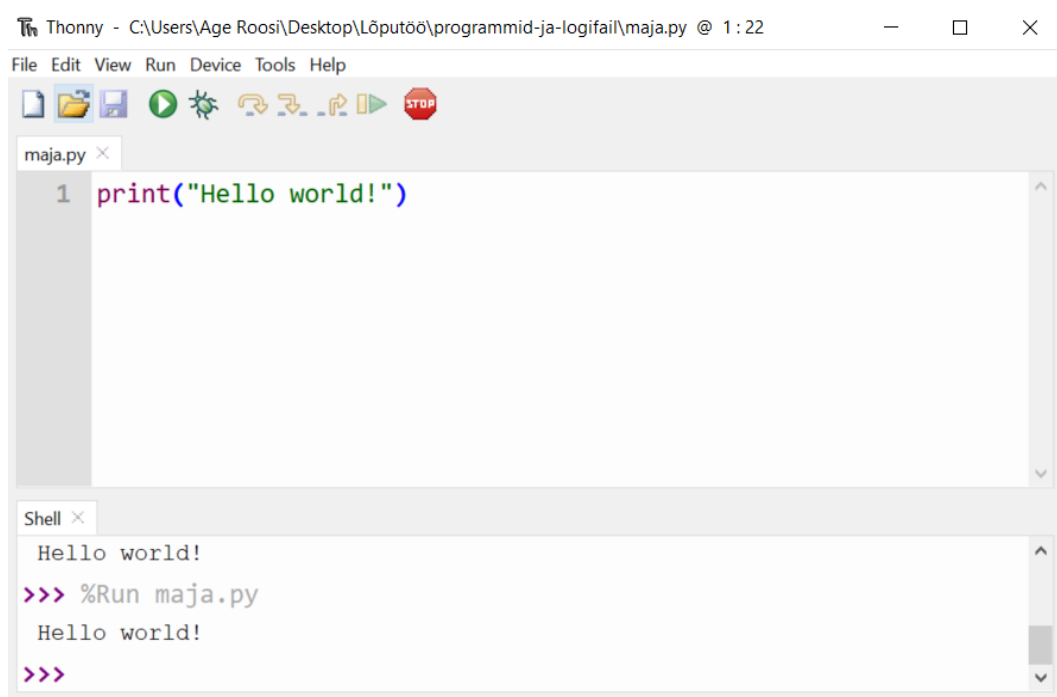 Thonny - C:\Users\Age Roosi\Desktop\Lõputöö\programmid-ja-logifail\maja.py @ 1:22
File Edit View Run Device Tools Help
STOP
maja.py
1 print("Hello world!")
Shell
Hello world!
>>> %Run maja.py
Hello world!
>>>